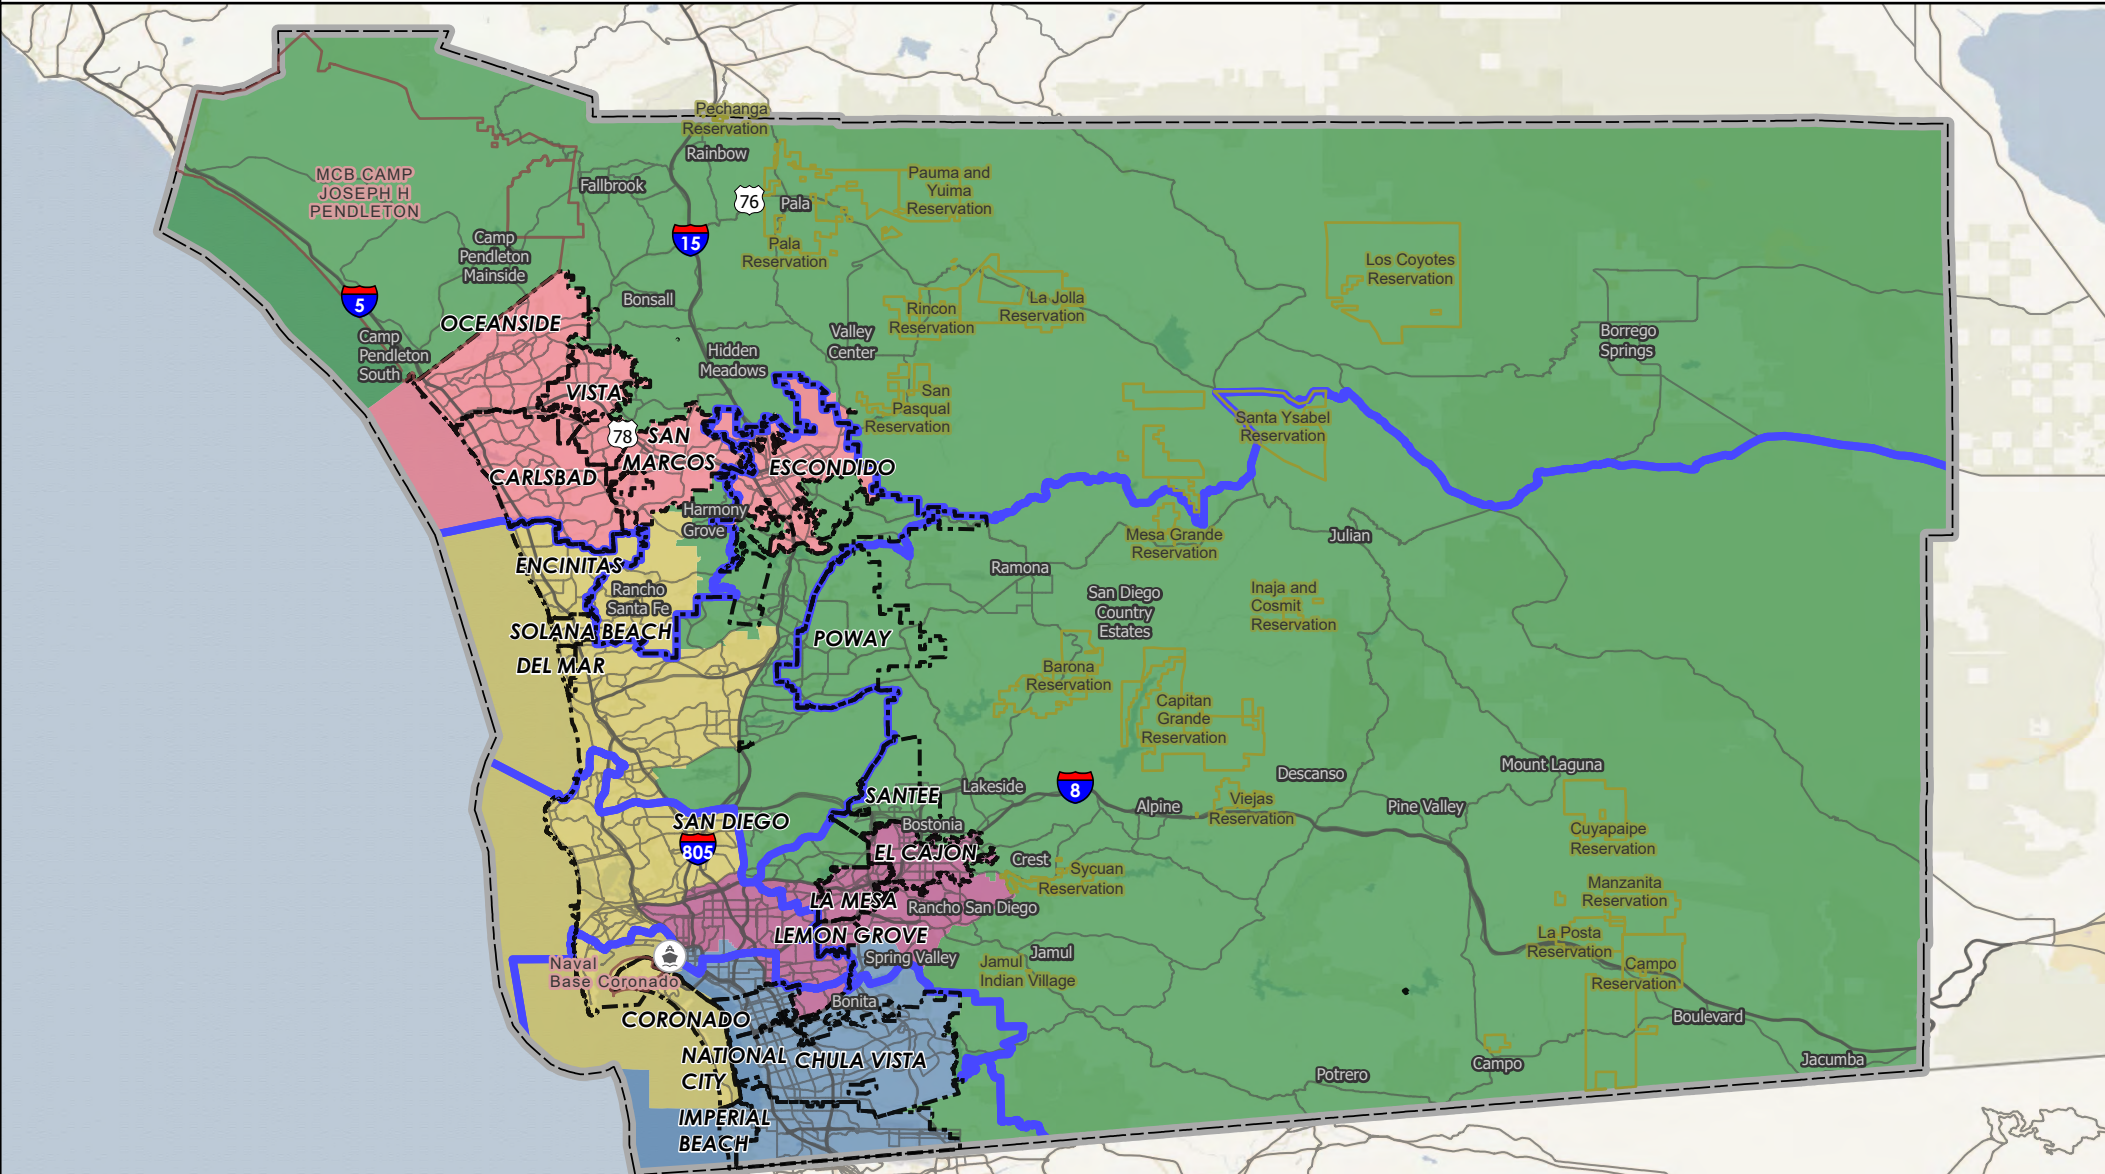 Pechanga
Reservation
Rainbow
MCB CAMP
JOSEPH H
PENDLETON
Fallbrook
76
Pala
Pauma and
Yuima
Reservation
15
Pala
Reservation
Camp
Pendleton
Mainside
Los Coyotes
Reservation
5
Bonsall
La Jolla
Reservation
Rincon
Reservation
OCEANSIDE
Camp
Pendleton
South
Valley
Center
Borrego
Springs
Hidden
Meadows
VISTA
San
Pasqual
Reservation
Santa Ysabel
Reservation
78
SAN
MARCOS
ESCONDIDO
CARLSBAD
Harmony
Grove
Mesa Grande
Reservation
Julian
ENCINITAS
Ramona
Rancho
Santa Fe
San Diego
Country
Estates
Inaja and
Cosmit
Reservation
SOLANA BEACH
POWAY
DEL MAR
Barona
Reservation
Capitan
Grande
Reservation
Mount Laguna
Descanso
SANTEE
Lakeside
8
Alpine
Viejas
Reservation
Pine Valley
SAN DIEGO
Bostonia
Cuyapaipe
Reservation
805
EL CAJON
Crest
Sycuan
Reservation
Manzanita
Reservation
LA MESA
Rancho San Diego
LEMON GROVE
La Posta
Reservation
Spring Valley
Jamul
Jamul
Indian Village
Campo
Reservation
Naval
Base Coronado
Bonita
CORONADO
Boulevard
NATIONAL
CITY
CHULA VISTA
Campo
Jacumba
Potrero
IMPERIAL
BEACH